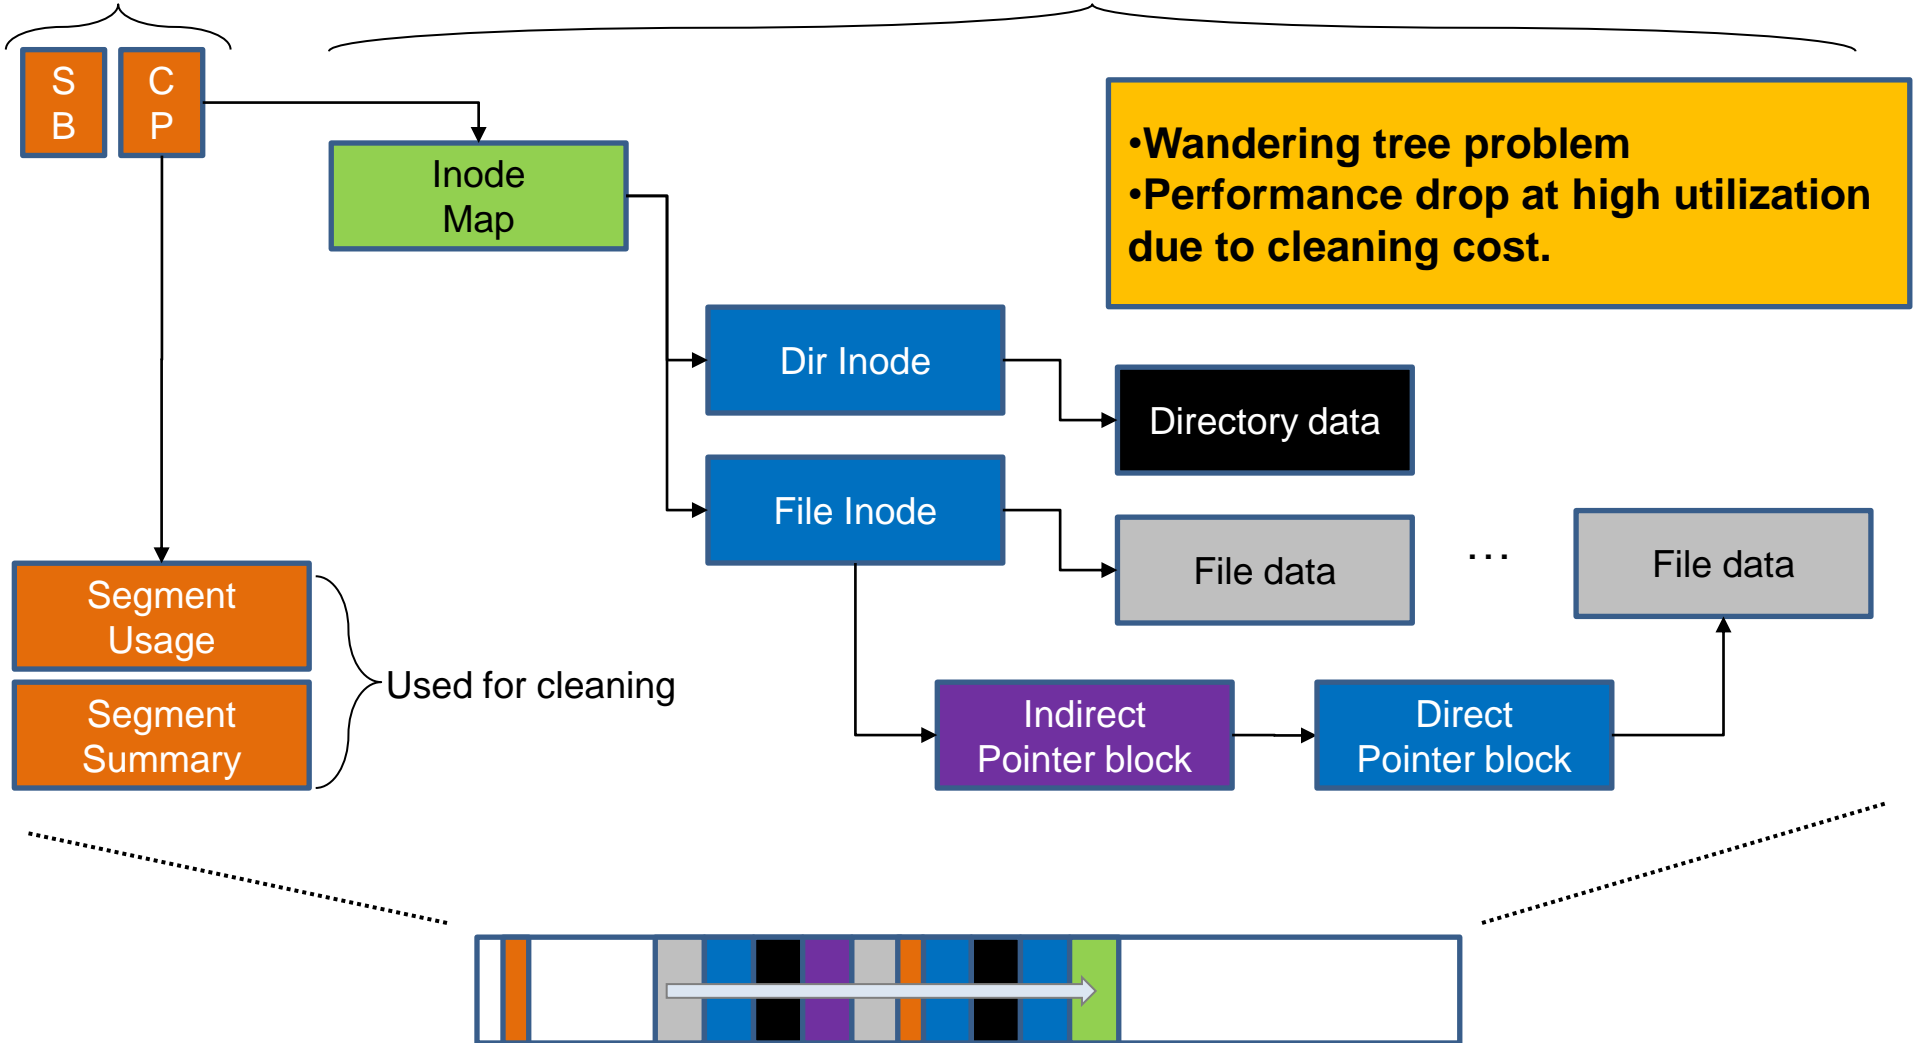 S
B
C
P
Inode
Map
•Wandering tree problem
•Performance drop at high utilization
due to cleaning cost.
Dir Inode
Directory data
File Inode
File data
...
File data
Segment
Usage
Used for cleaning
Segment
Summary
Indirect
Pointer block
Direct
Pointer block